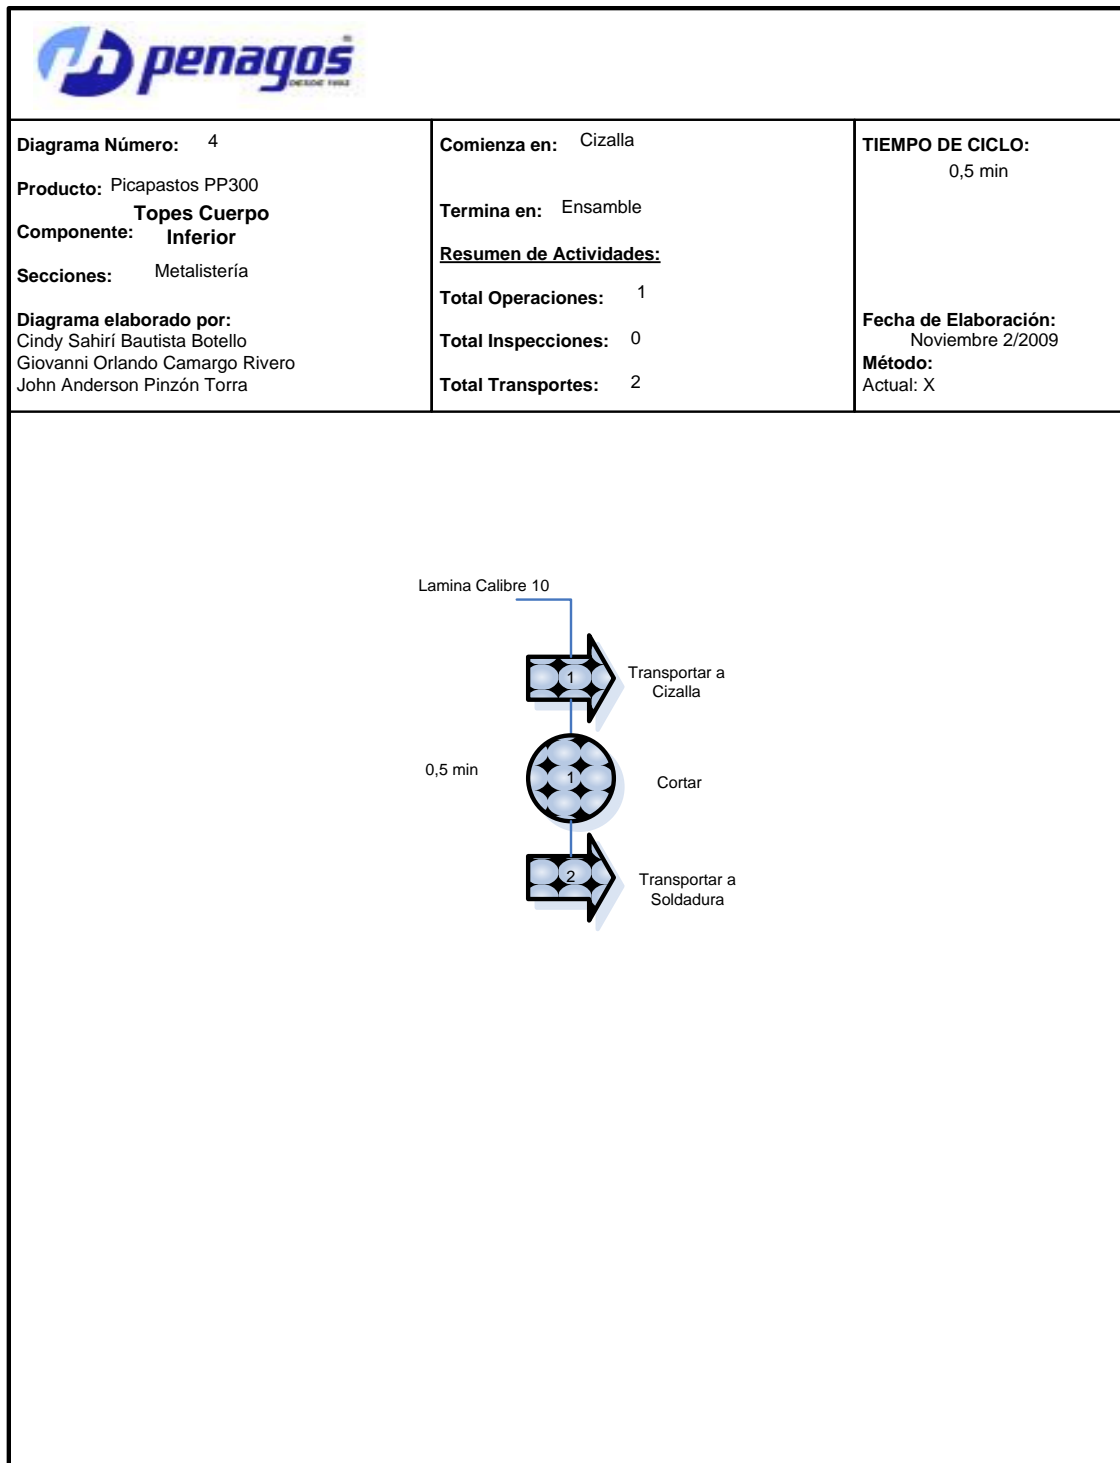 penagos
DESDE 1892
Diagrama Número: 4
Producto: Picapastos PP300
Componente: Topes Cuerpo
Inferior
Secciones: Metalistería
Diagrama elaborado por:
Cindy Sahirí Bautista Botello
Giovanni Orlando Camargo Rivero
John Anderson Pinzón Torra
Comienza en: Cizalla
Termina en: Ensamble
Resumen de Actividades:
Total Operaciones: 1
Total Inspecciones: 0
Total Transportes: 2
TIEMPO DE CICLO:
0,5 min
Fecha de Elaboración:
Noviembre 2/2009
Método:
Actual: X
Lamina Calibre 10
1
Transportar a
Cizalla
0,5 min
1
Cortar
2
Transportar a
Soldadura